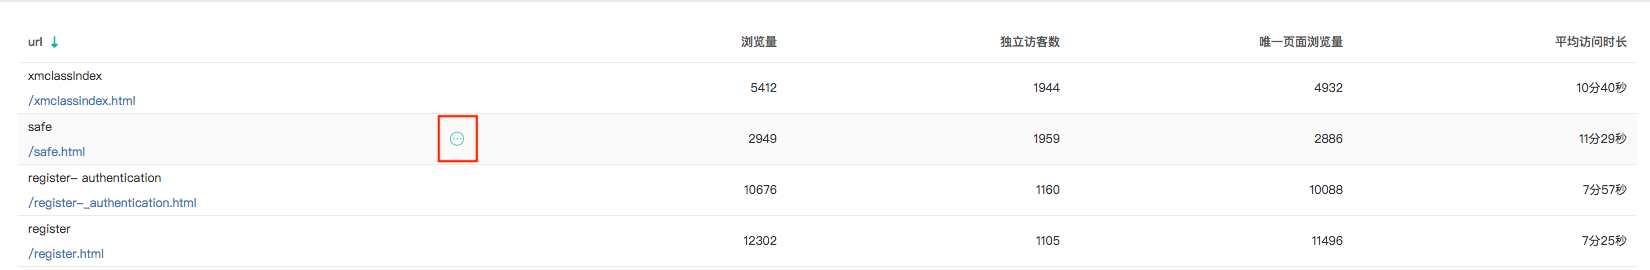 url 浏览量 独立访客数 唯一页面浏览量 平均访问时长
xmclassIndex
/xmclassindex.html 5412 1944 4932 10分40秒
safe
/safe.html 2949 1959 2886 11分29秒
register- authentication
/register-_authentication.html 10676 1160 10088 7分57秒
register
/register.html 12302 1105 11496 7分25秒